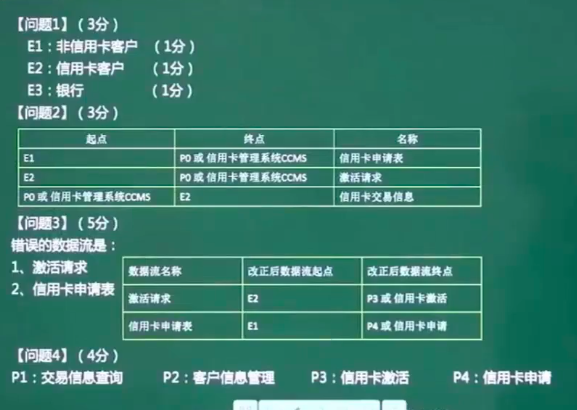 【问题1】（3分）
E1：非信用卡客户 （1分）
E2：信用卡客户 （1分）
E3：银行 （1分）
【问题2】（3分）
起点 终点 名称
E1 P0 或 信用卡管理系统CCMS 信用卡申请表
E2 P0 或 信用卡管理系统CCMS 激活请求
P0 或 信用卡管理系统CCMS E2 信用卡交易信息
【问题3】（5分）
错误的数据流是：
1、激活请求
2、信用卡申请表
数据流名称 改正后数据流起点 改正后数据流终点
激活请求 E2 P3 或 信用卡激活
信用卡申请表 E1 P4 或 信用卡申请
【问题4】（4分）
P1：交易信息查询 P2：客户信息管理 P3：信用卡激活 P4：信用卡申请